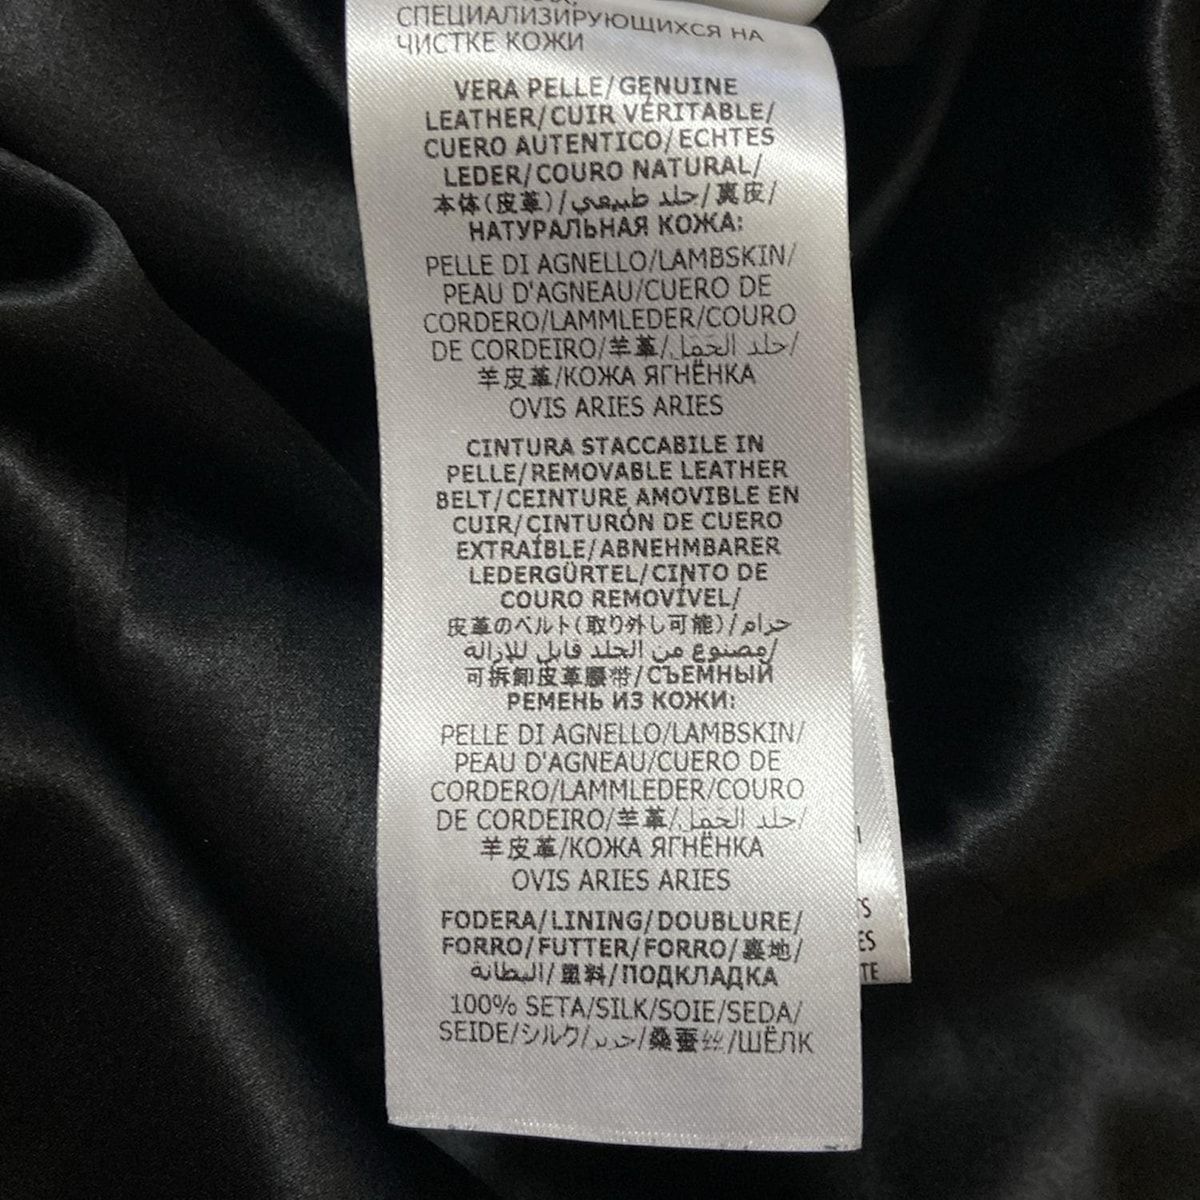 СПЕЦИАЛИЗИРУЮЩИХСЯ НА
ЧИСТКЕ КОЖИ
VERA PELLE/GENUINE
LEATHER/CUIR VÉRITABLE/
CUERO AUTENTICO/ECHTES
LEDER/COURO NATURAL/
本体(皮革)/جلد طبيعي/裏皮/
НАТУРАЛЬНАЯ КОЖА:
PELLE DI AGNELLO/LAMBSKIN/
PEAU D'AGNEAU/CUERO DE
CORDERO/LAMMLEDER/COURO
DE CORDEIRO/羊革/جلد الحمل/
羊皮革/КОЖА ЯГНЁНКА
OVIS ARIES ARIES
CINTURA STACCABILE IN
PELLE/REMOVABLE LEATHER
BELT/CEINTURE AMOVIBLE EN
CUIR/CINTURÓN DE CUERO
EXTRAÍBLE/ABNEHMBARER
LEDERGÜRTEL/CINTO DE
COURO REMOVÍVEL/
皮革のベルト(取り外し可能)/حزام
مصنوع من الجلد قابل للإزالة/
可拆卸皮革腰带/СЪЕМНЫЙ
РЕМЕНЬ ИЗ КОЖИ:
PELLE DI AGNELLO/LAMBSKIN/
PEAU D'AGNEAU/CUERO DE
CORDERO/LAMMLEDER/COURO
DE CORDEIRO/羊革/جلد الحمل/
羊皮革/КОЖА ЯГНЁНКА
OVIS ARIES ARIES
FODERA/LINING/DOUBLURE/
FORRO/FUTTER/FORRO/裏地/
البطانة/塑料/ПОДКЛАДКА
100% SETA/SILK/SOIE/SEDA/
SEIDE/シルク/حرير/桑蚕丝/ШЁЛК
TS
ES
TE